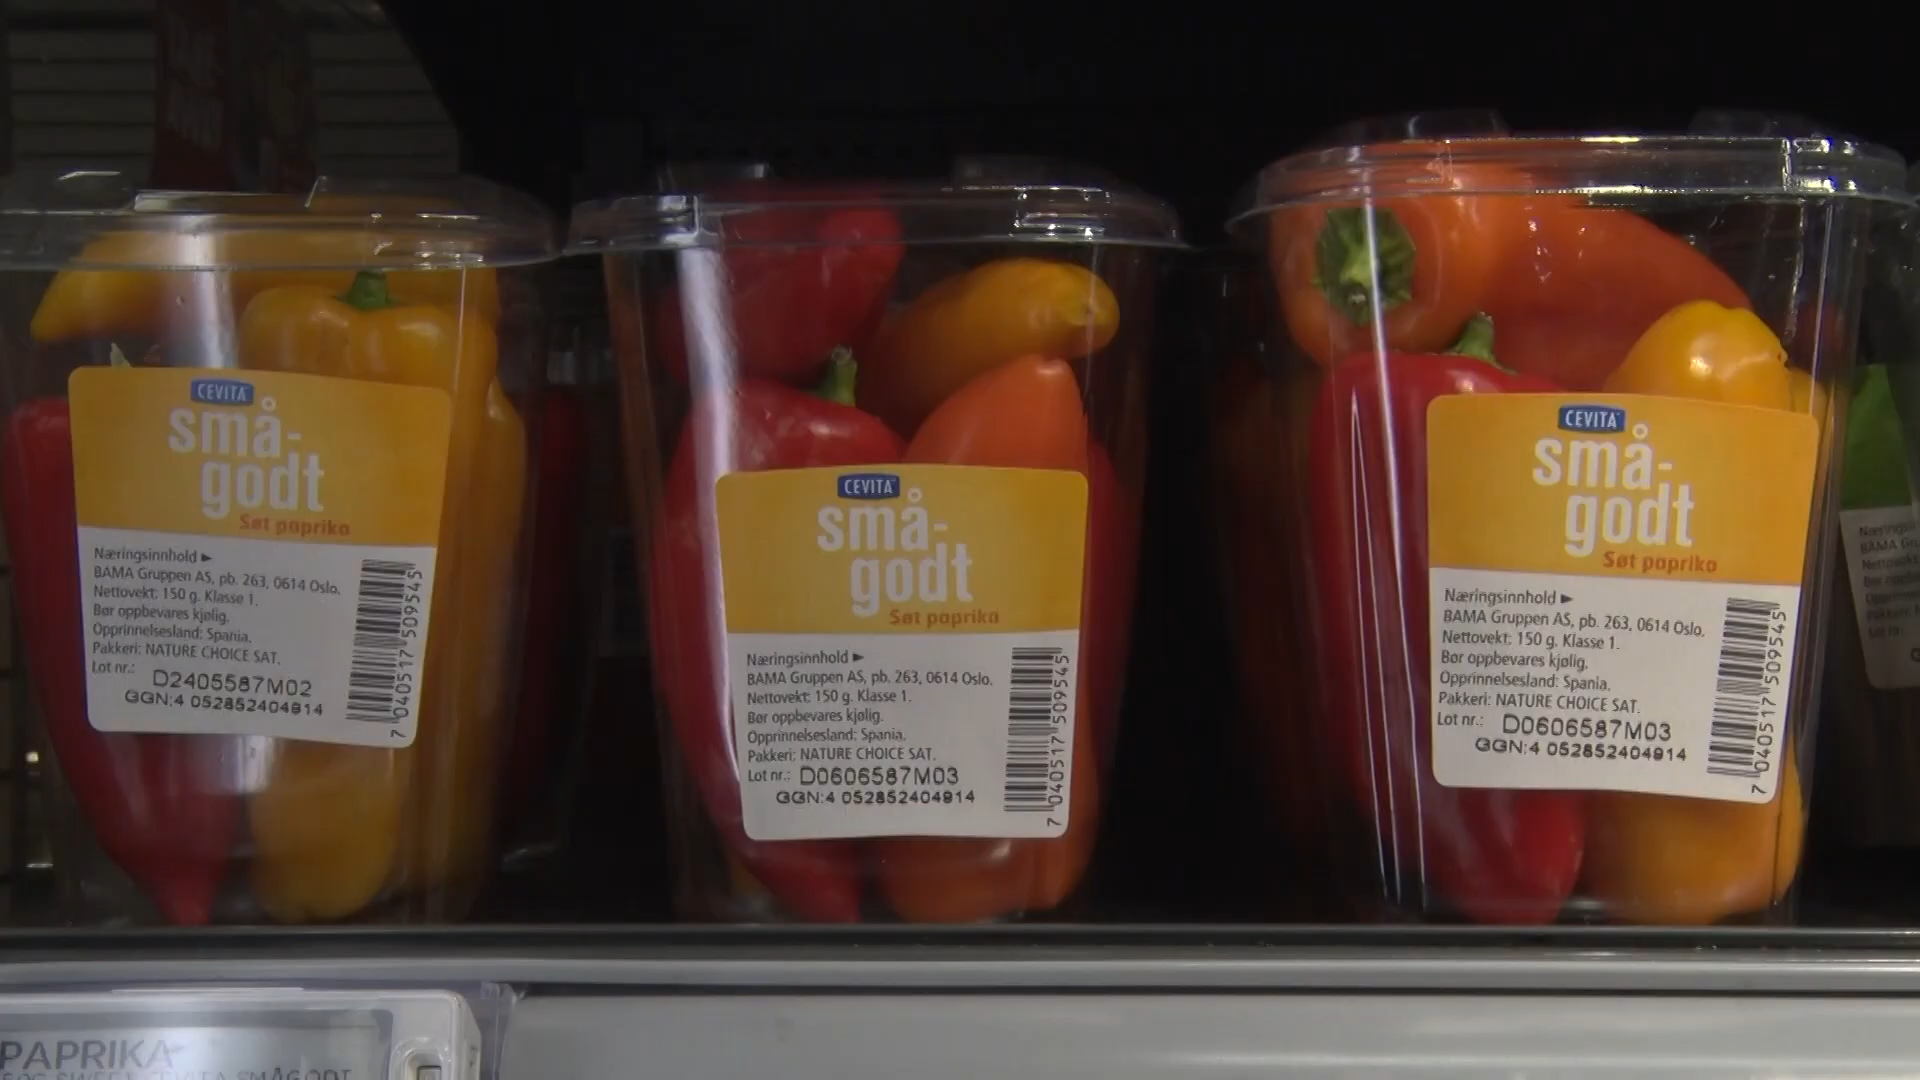 CEVITA
små-
godt
Søt paprika
Næringsinnhold ►
BAMA Gruppen AS, pb. 263, 0614 Oslo.
Nettovekt: 150 g. Klasse 1.
Bør oppbevares kjølig.
Opprinnelsesland: Spania.
Pakkeri: NATURE CHOICE SAT.
Lot nr.: D2405587M02
GGN:4 052852404914
7 040517 509545
CEVITA
små-
godt
Søt paprika
Næringsinnhold ►
BAMA Gruppen AS, pb. 263, 0614 Oslo.
Nettovekt: 150 g. Klasse 1.
Bør oppbevares kjølig.
Opprinnelsesland: Spania.
Pakkeri: NATURE CHOICE SAT.
Lot nr.: D0606587M03
GGN:4 052852404914
7 040517 509545
CEVITA
små-
godt
Søt paprika
Næringsinnhold ►
BAMA Gruppen AS, pb. 263, 0614 Oslo.
Nettovekt: 150 g. Klasse 1.
Bør oppbevares kjølig.
Opprinnelsesland: Spania.
Pakkeri: NATURE CHOICE SAT.
Lot nr.: D0606587M03
GGN:4 052852404914
7 040517 509545
PAPRIKA
SWEET CEVITA SMÅGODT